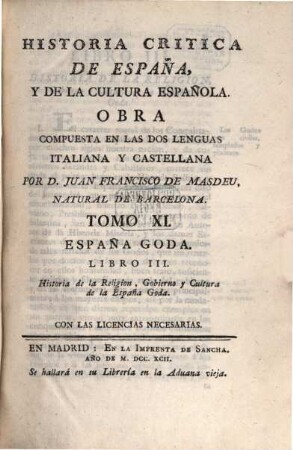 HISTORIA CRITICA
DE ESPAÑA,
Y DE LA CULTURA ESPAÑOLA.
OBRA
COMPUESTA EN LAS DOS LENGUAS
ITALIANA Y CASTELLANA
POR D. JUAN FRANCISCO DE MASDEU,
NATURAL DE BARCELONA.
TOMO XI.
ESPAÑA GODA.
LIBRO III.
Historia de la Religion, Gobierno y Cultura
de la España Goda.
CON LAS LICENCIAS NECESARIAS.
EN MADRID: EN LA IMPRENTA DE SANCHA,
AÑO DE M. DCC. XCII.
Se hallará en su Librería en la Aduana vieja.